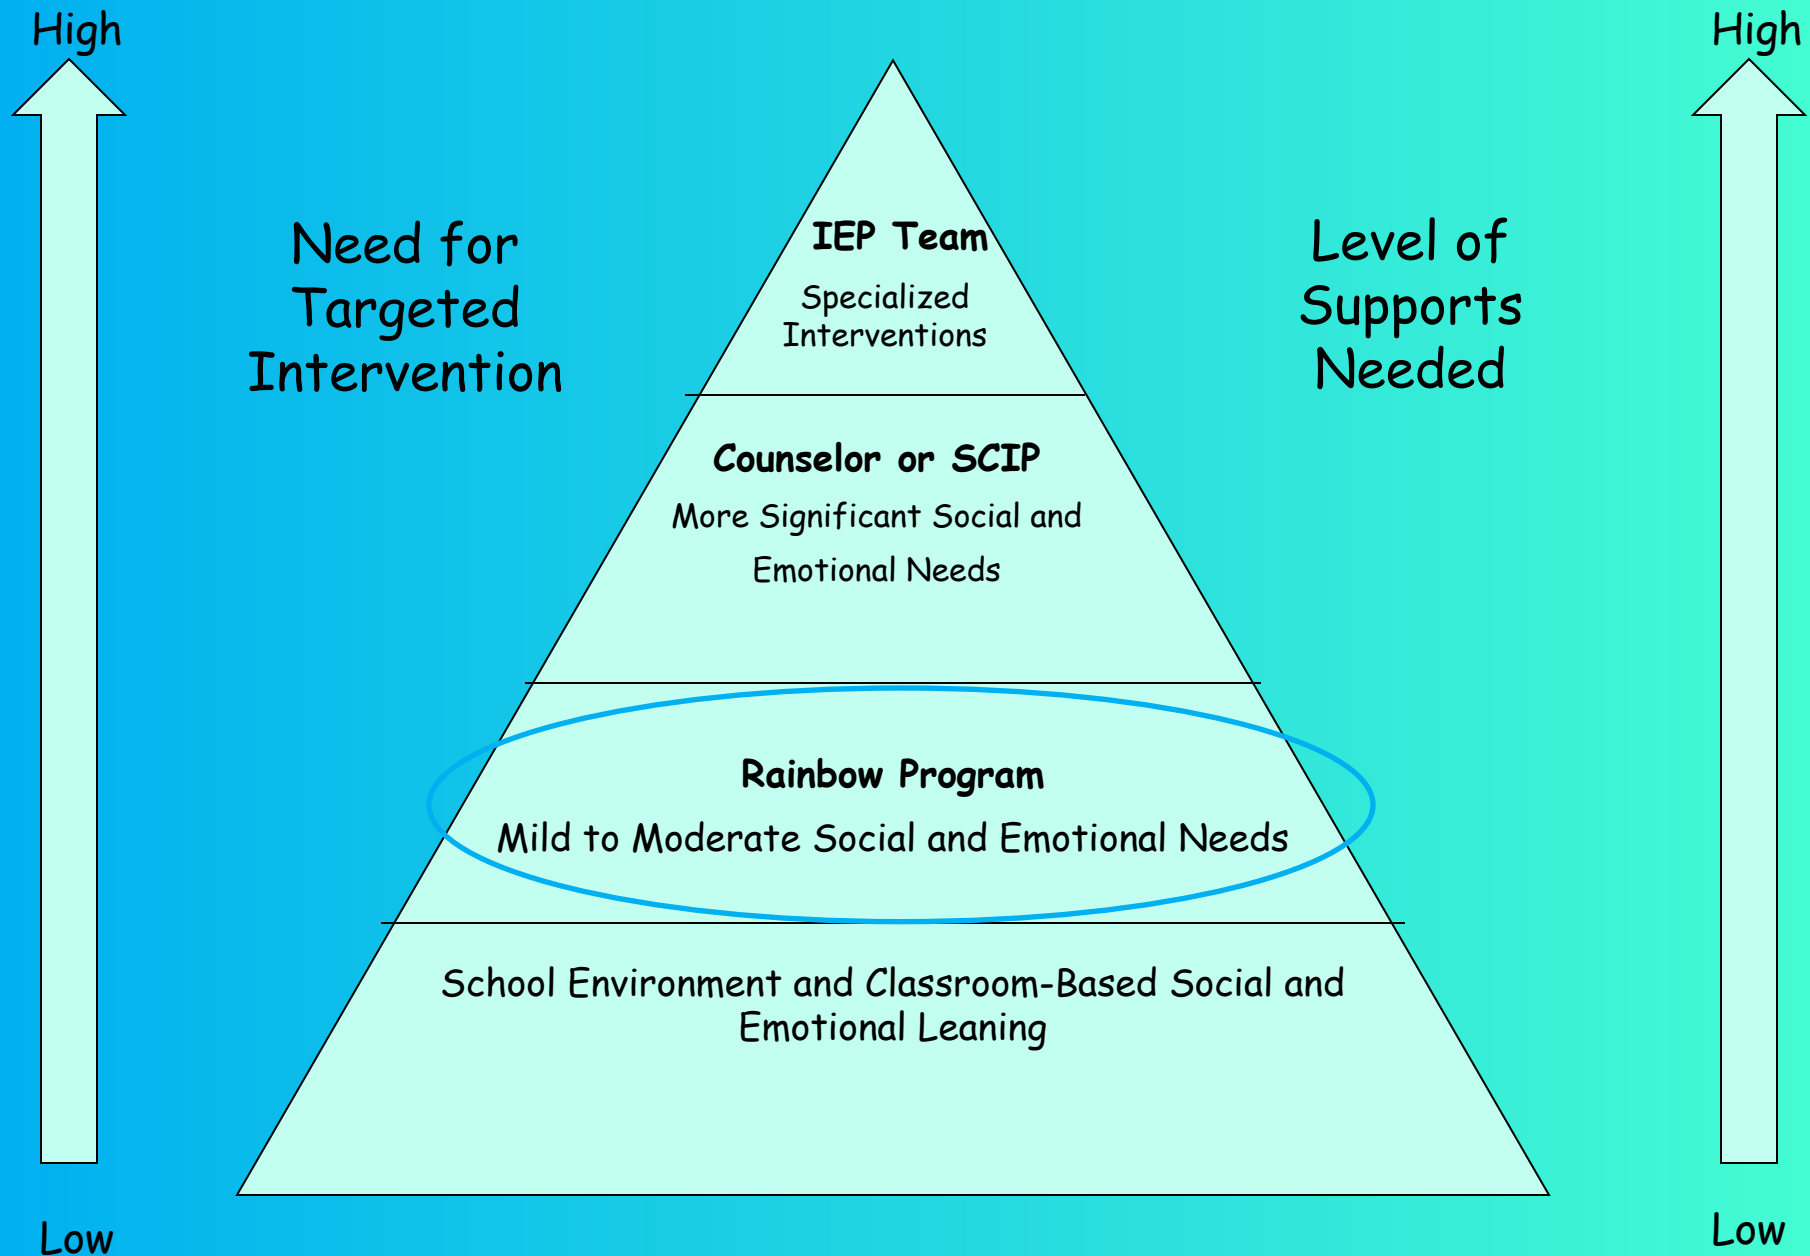 High
High
Need for
Targeted
Intervention
Level of
Supports
Needed
IEP Team
Specialized
Interventions
Counselor or SCIP
More Significant Social and
Emotional Needs
Rainbow Program
Mild to Moderate Social and Emotional Needs
School Environment and Classroom-Based Social and
Emotional Leaning
Low
Low